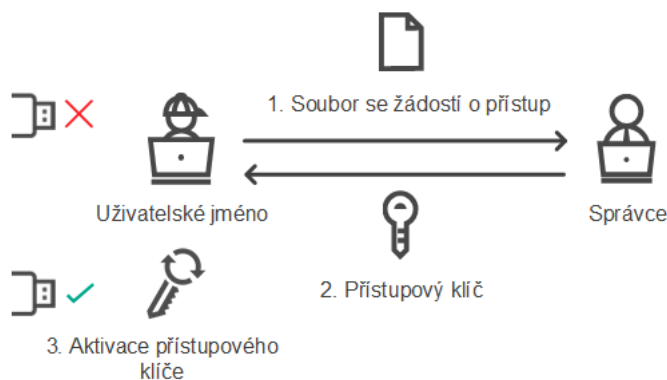 1. Soubor se žádostí o přístup
Uživatelské jméno
Správce
2. Přístupový klíč
3. Aktivace přístupového
klíče